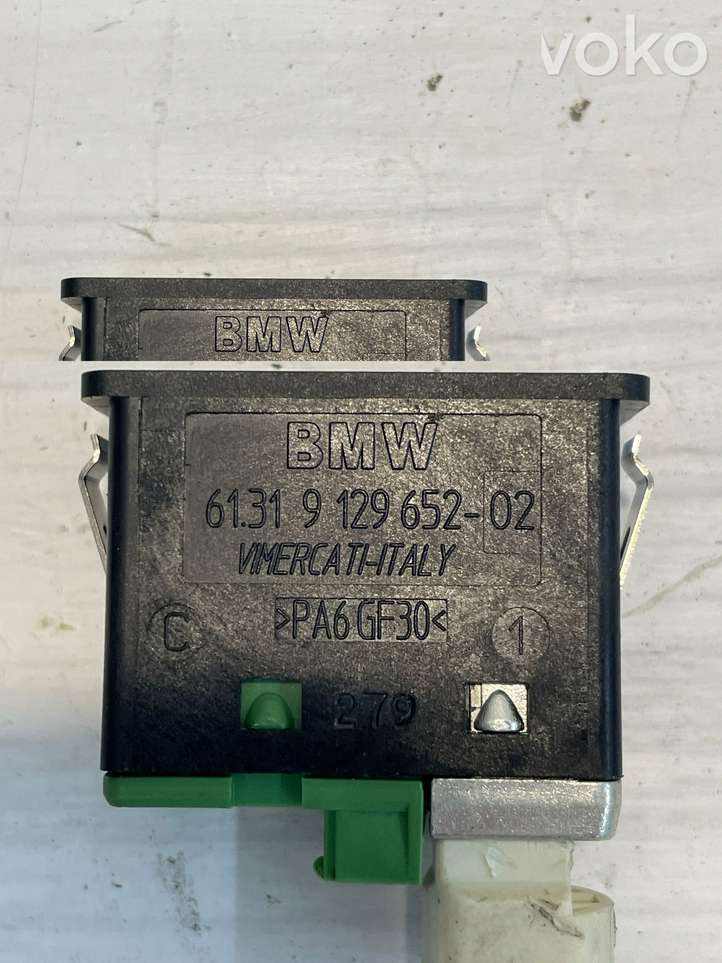 voko
BMW
BMW
61.31 9 129 652-02
VIMERCATI-ITALY
C >PA6 GF30< 1
279